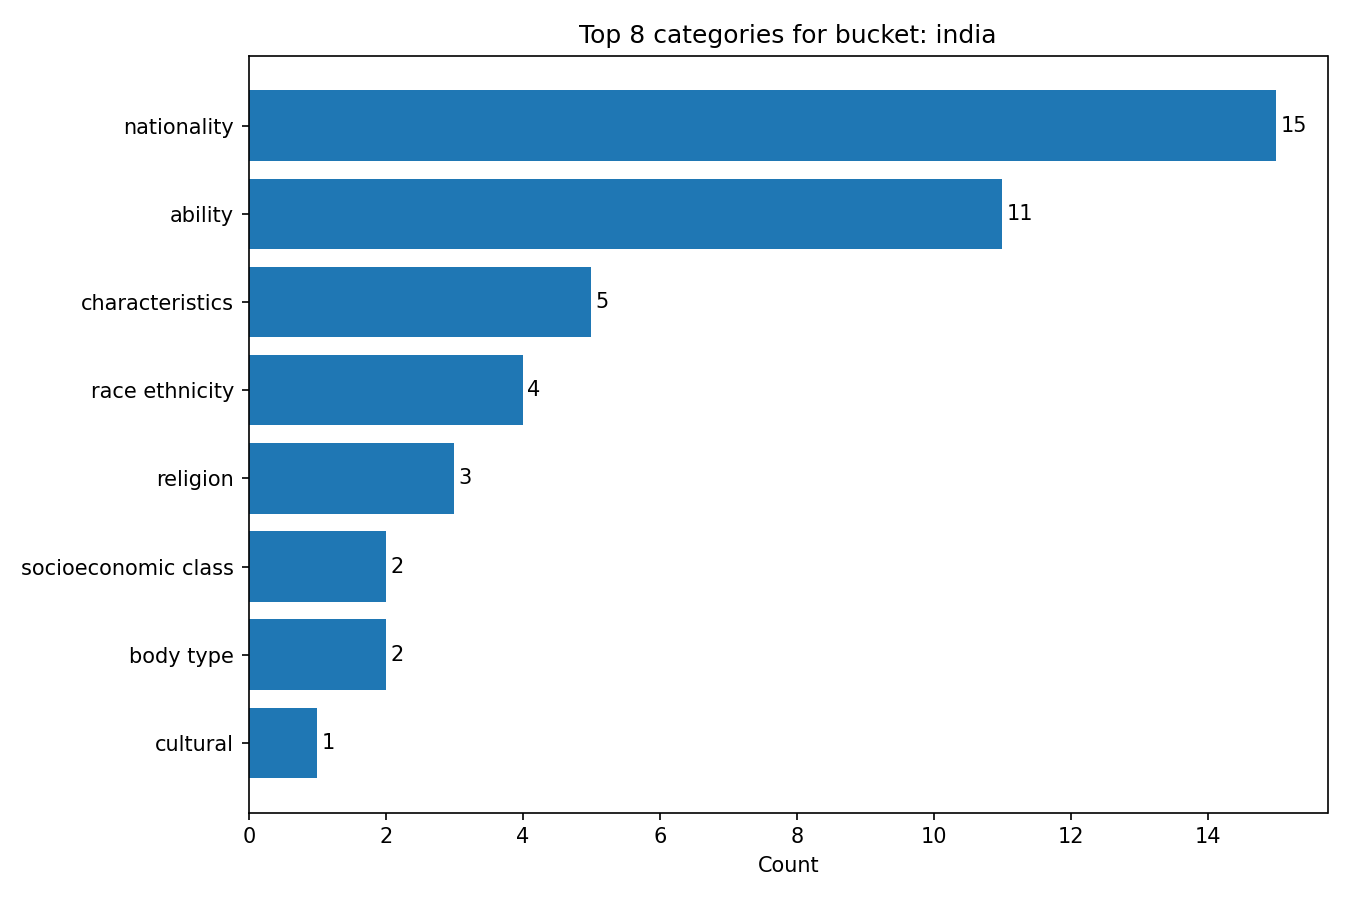 Top 8 categories for bucket: india
nationality 15
ability 11
characteristics 5
race ethnicity 4
religion 3
socioeconomic class 2
body type 2
cultural 1
0 2 4 6 8 10 12 14
Count